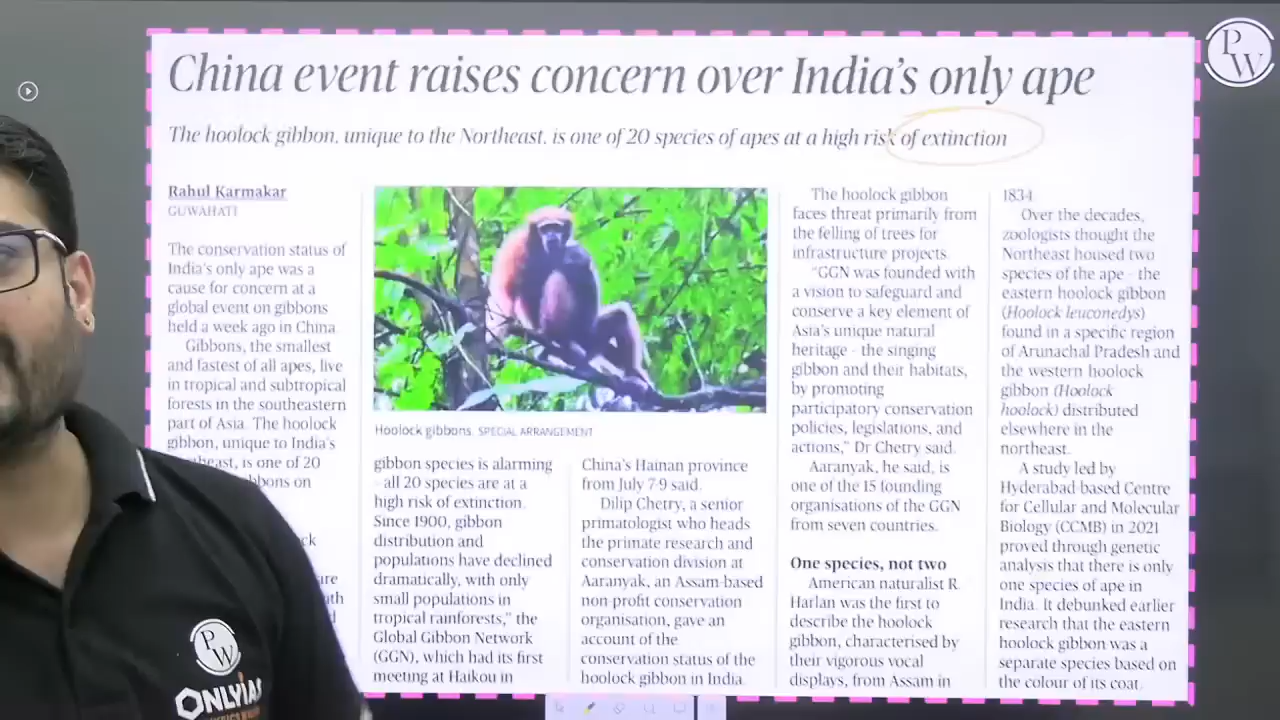 China event raises concern over India's only ape
The hoolock gibbon, unique to the Northeast, is one of 20 species of apes at a high risk of extinction
Rahul Karmakar
GUWAHATI
The conservation status of
India's only ape was a
cause for concern at a
global event on gibbons
held a week ago in China.
Gibbons, the smallest
and fastest of all apes, live
in tropical and subtropical
forests in the southeastern
part of Asia. The hoolock
gibbon, unique to India's
is one of 20
on
Hoolock gibbons. SPECIAL ARRANGEMENT
gibbon species is alarming
- all 20 species are at a
high risk of extinction.
Since 1900, gibbon
distribution and
populations have declined
dramatically, with only
small populations in
tropical rainforests," the
Global Gibbon Network
(GGN), which had its first
meeting at Haikou in
China's Hainan province
from July 7-9 said.
Dilip Chetry, a senior
primatologist who heads
the primate research and
conservation division at
Aaranyak, an Assam-based
non-profit conservation
organisation, gave an
account of the
conservation status of the
hoolock gibbon in India.
The hoolock gibbon
faces threat primarily from
the felling of trees for
infrastructure projects.
"GGN was founded with
a vision to safeguard and
conserve a key element of
Asia's unique natural
heritage - the singing
gibbon and their habitats,
by promoting
participatory conservation
policies, legislations, and
actions," Dr Chetry said.
Aaranyak, he said, is
one of the 15 founding
organisations of the GGN
from seven countries.
One species, not two
American naturalist R.
Harlan was the first to
describe the hoolock
gibbon, characterised by
their vigorous vocal
displays, from Assam in
1834.
Over the decades,
zoologists thought the
Northeast housed two
species of the ape - the
eastern hoolock gibbon
(Hoolock leuconedys)
found in a specific region
of Arunachal Pradesh and
the western hoolock
gibbon (Hoolock
hoolock) distributed
elsewhere in the
northeast.
A study led by
Hyderabad-based Centre
for Cellular and Molecular
Biology (CCMB) in 2021
proved through genetic
analysis that there is only
one species of ape in
India. It debunked earlier
research that the eastern
hoolock gibbon was a
separate species based on
the colour of its coat.
PW
PW
ONLYIAS